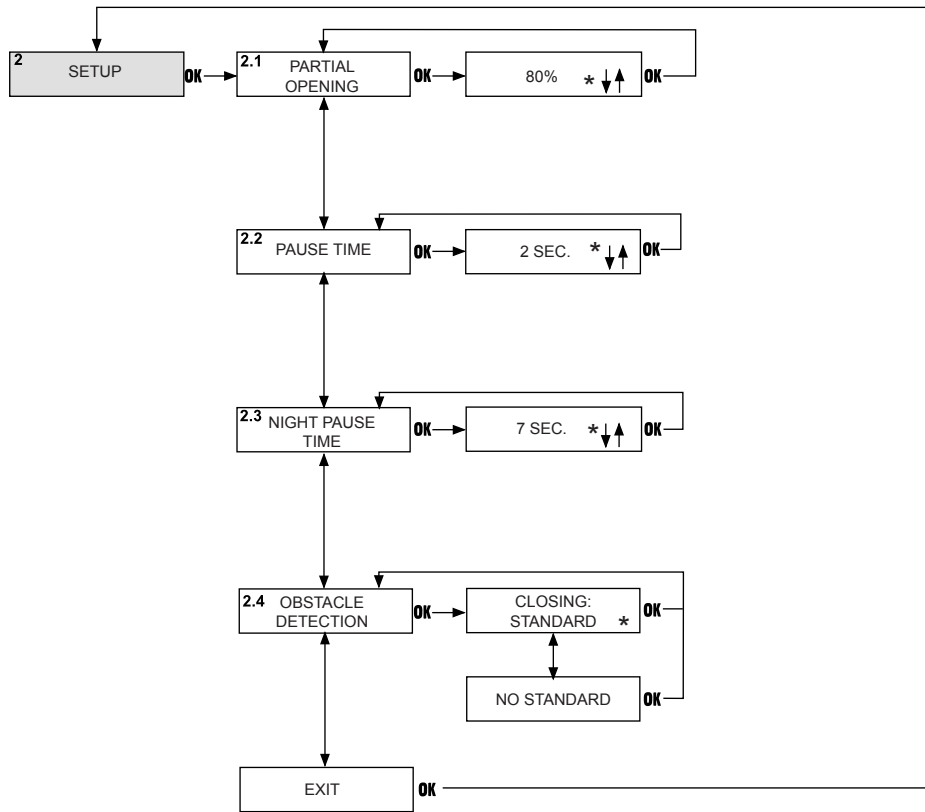 2
SETUP
OK
2.1
PARTIAL
OPENING
OK
80%
*
OK
2.2
PAUSE TIME
OK
2 SEC.
*
OK
2.3
NIGHT PAUSE
TIME
OK
7 SEC.
*
OK
2.4
OBSTACLE
DETECTION
OK
CLOSING:
STANDARD *
OK
NO STANDARD
OK
EXIT
OK